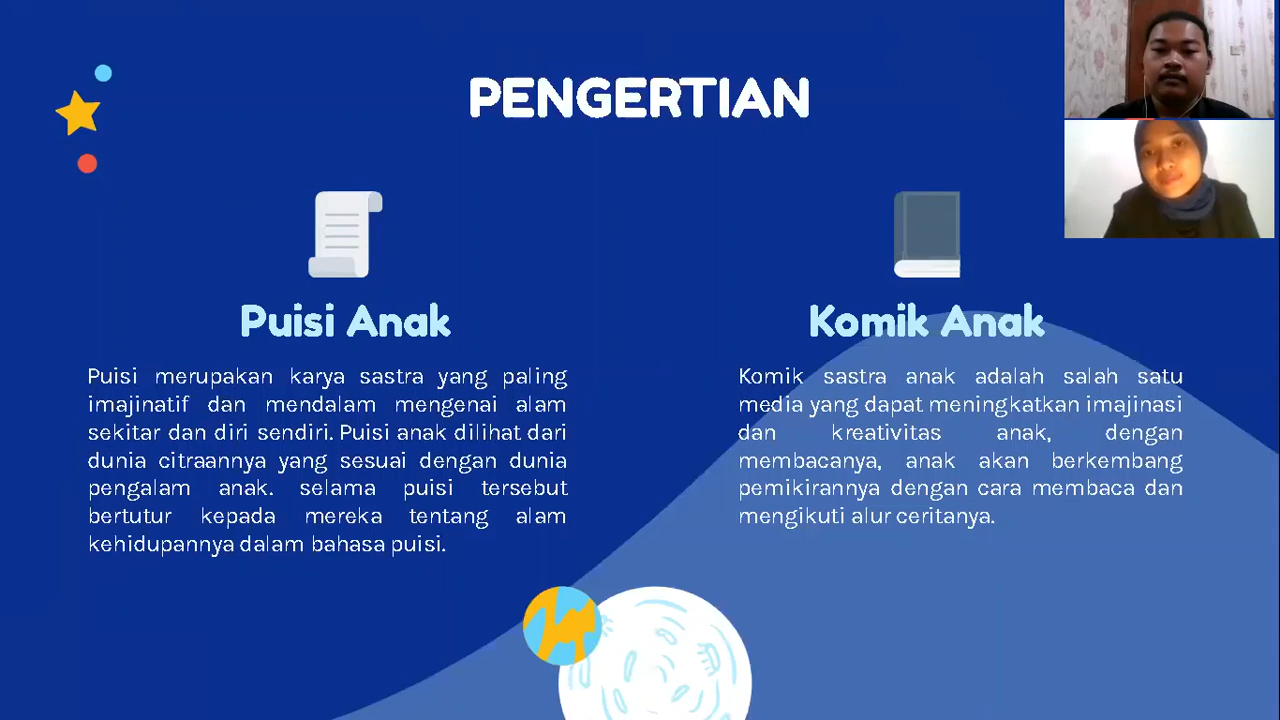 PENGERTIAN
Puisi Anak
Puisi merupakan karya sastra yang paling
imajinatif dan mendalam mengenai alam
sekitar dan diri sendiri. Puisi anak dilihat dari
dunia citraannya yang sesuai dengan dunia
pengalam anak. selama puisi tersebut
bertutur kepada mereka tentang alam
kehidupannya dalam bahasa puisi.
Komik Anak
Komik sastra anak adalah salah satu
media yang dapat meningkatkan imajinasi
dan kreativitas anak, dengan
membacanya, anak akan berkembang
pemikirannya dengan cara membaca dan
mengikuti alur ceritanya.